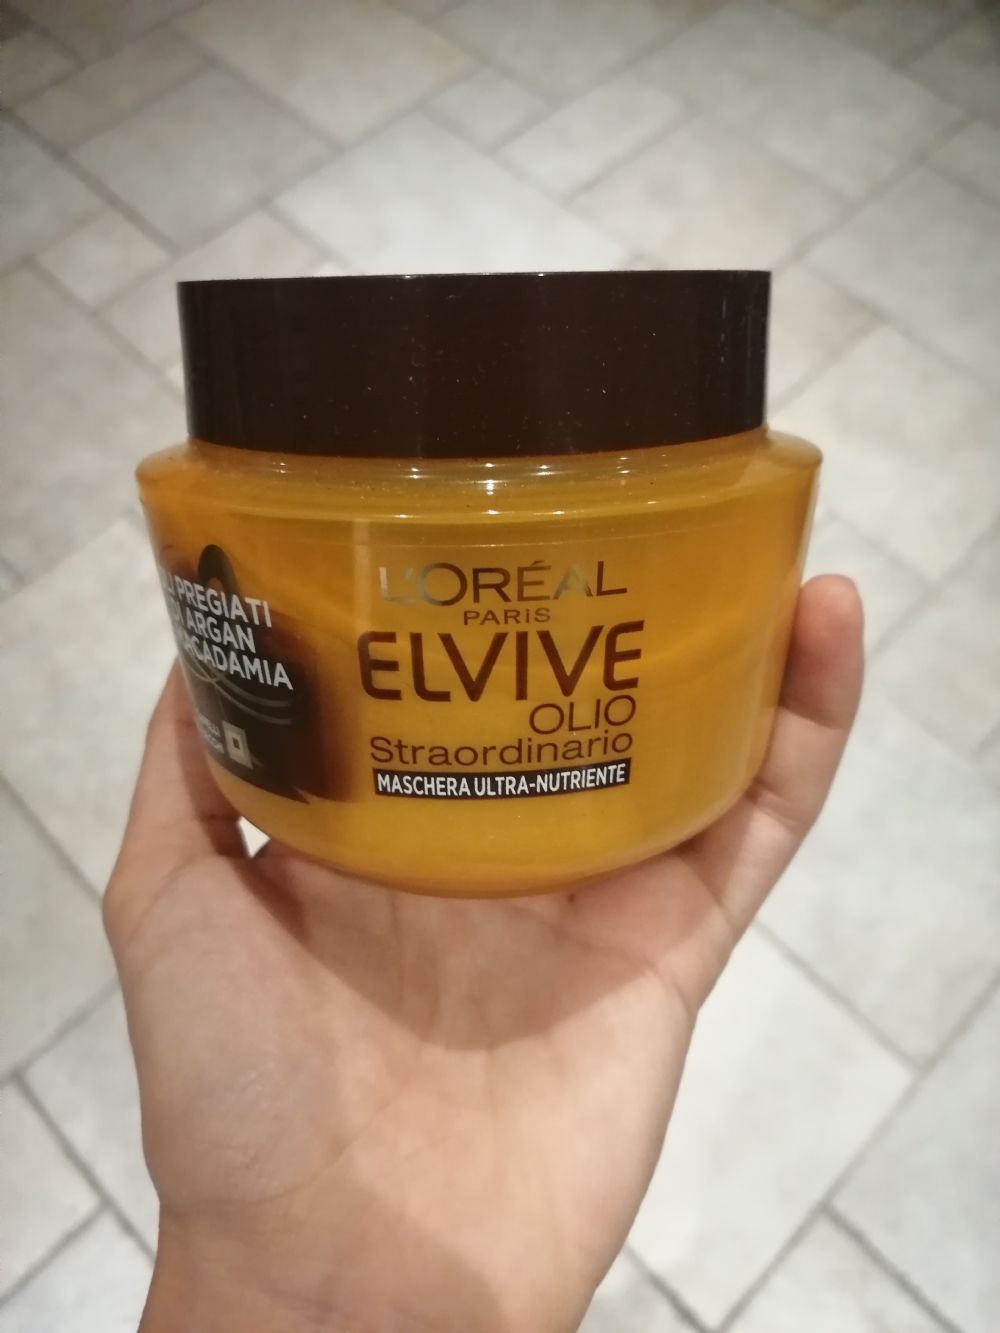 L'ORÉAL
PARIS
ELVIVE
OLIO
Straordinario
MASCHERA ULTRA-NUTRIENTE
PREGIATI
DI ARGAN
MACADAMIA